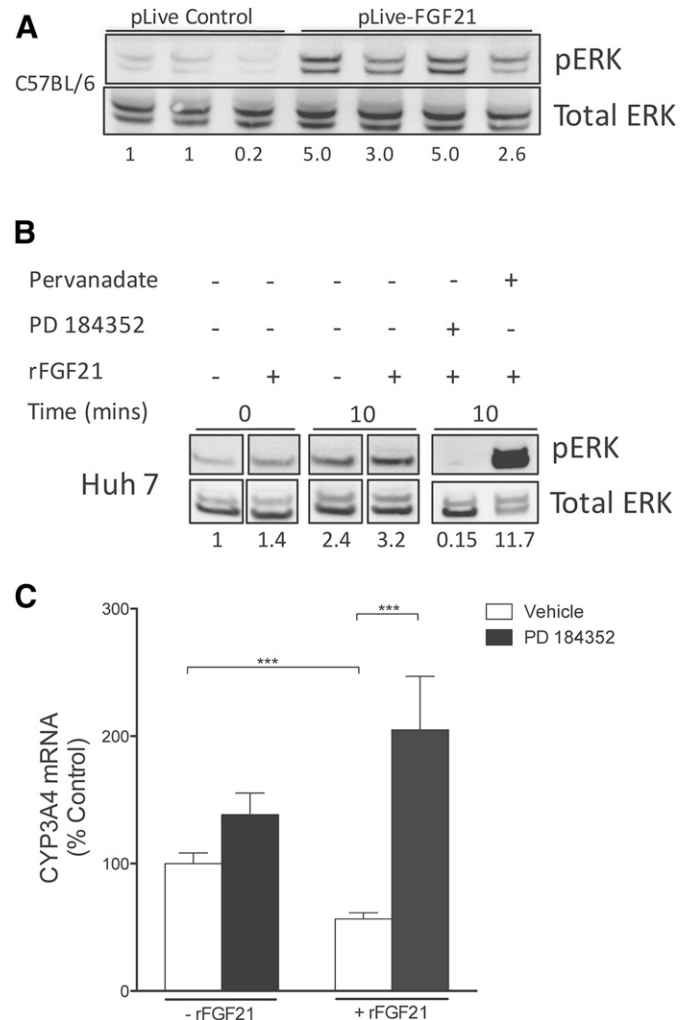 A
pLive Control pLive-FGF21
C57BL/6
pERK
Total ERK
1 1 0.2 5.0 3.0 5.0 2.6
B
Pervanadate - - - - - +
PD 184352 - - - - + -
rFGF21 - + - + + +
Time (mins) 0 10 10
Huh 7
pERK
Total ERK
1 1.4 2.4 3.2 0.15 11.7
C
CYP3A4 mRNA
(% Control)
300
200
100
0
***
***
Vehicle
PD 184352
- rFGF21 + rFGF21